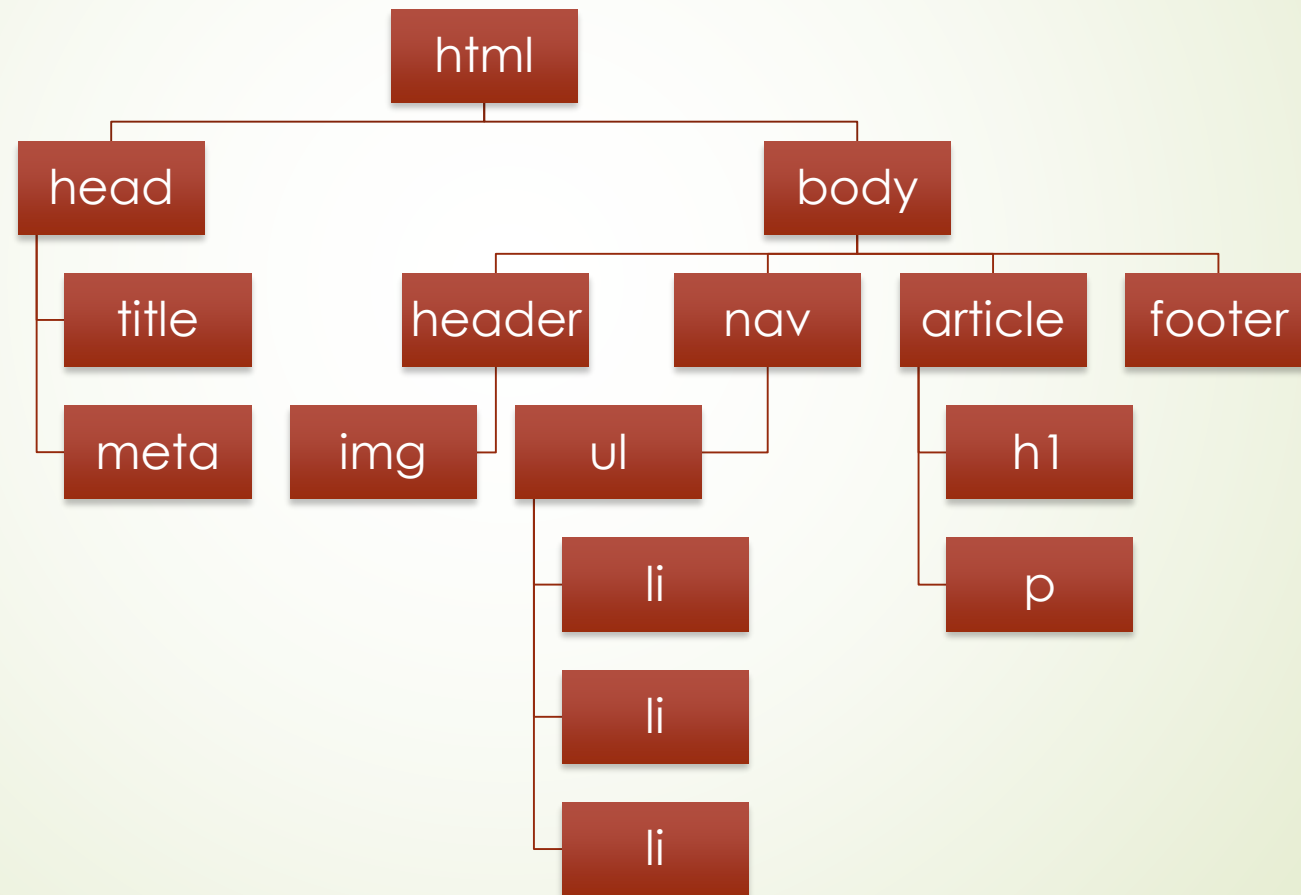 html
head
body
title
header
nav
article
footer
meta
img
ul
h1
li
p
li
li